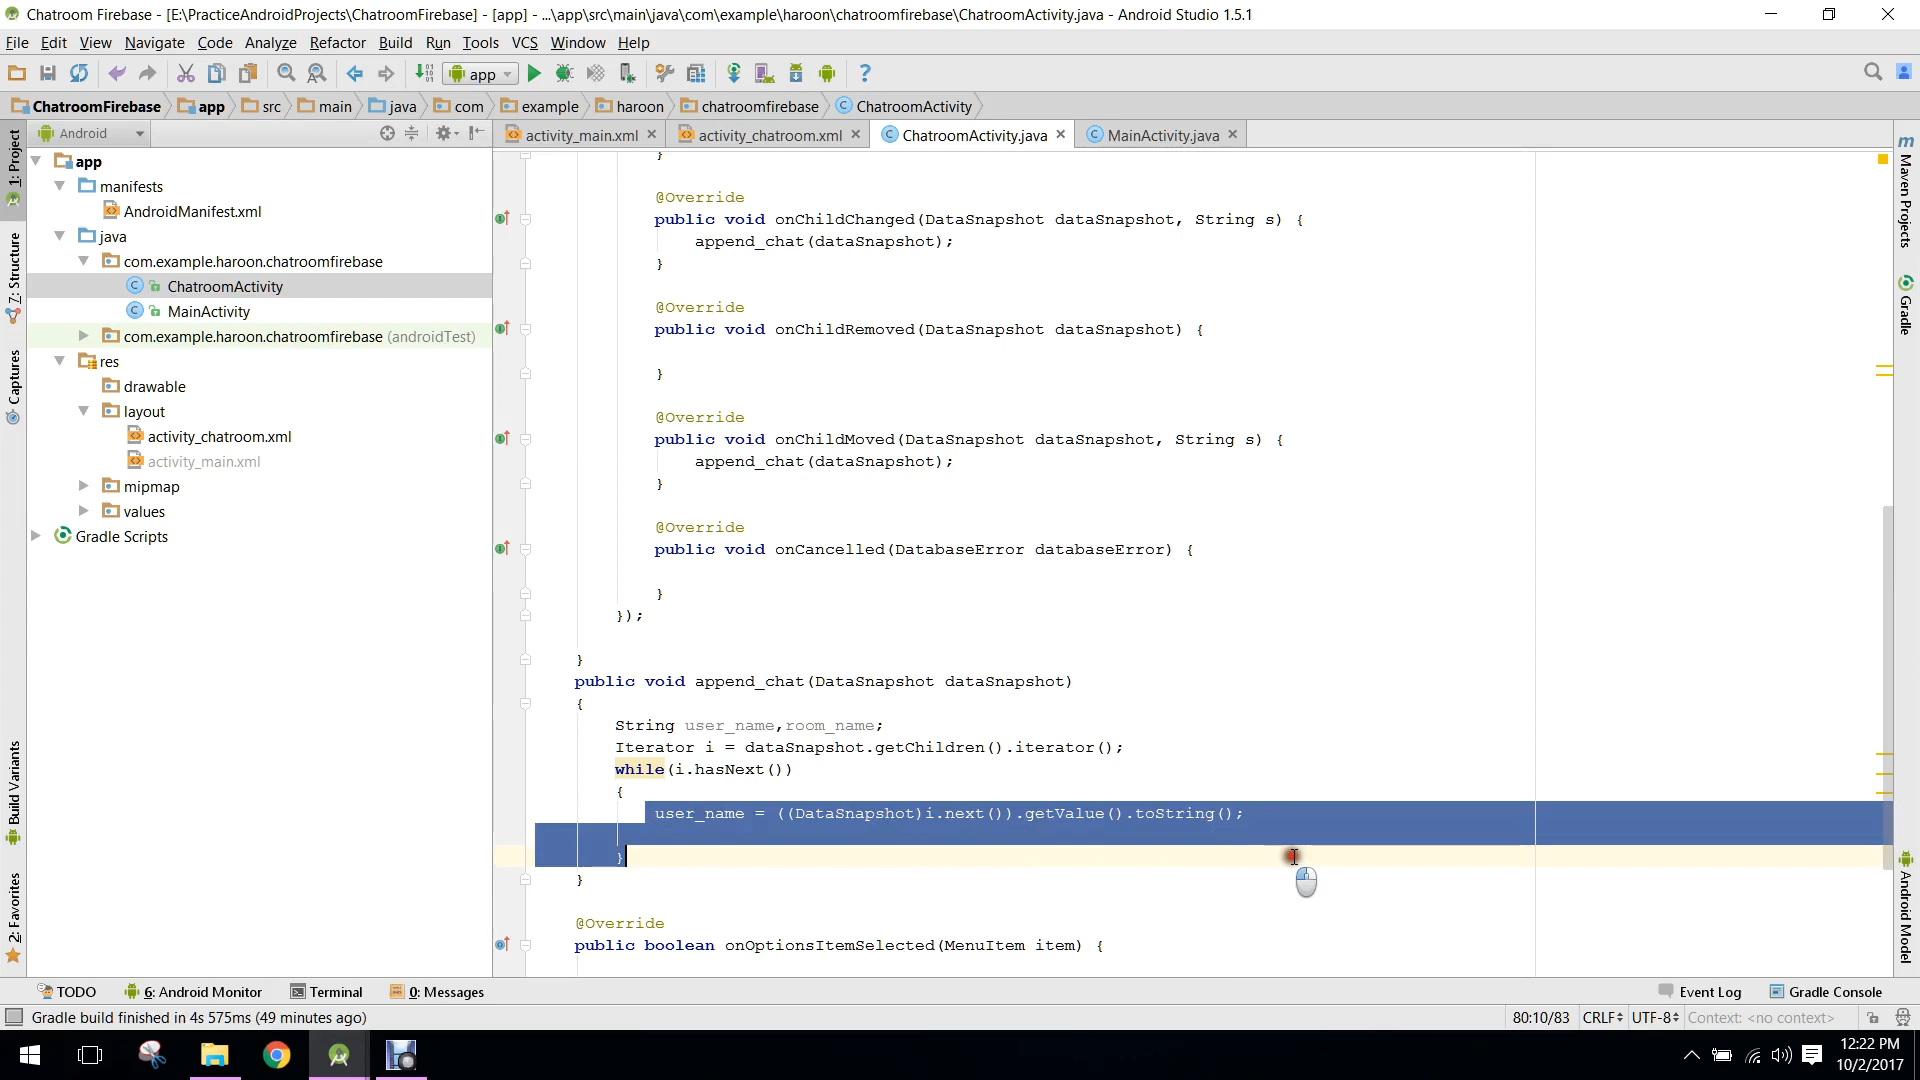 Chatroom Firebase - [E:\PracticeAndroidProjects\ChatroomFirebase] - [app] - ...\app\src\main\java\com\example\haroon\chatroomfirebase\ChatroomActivity.java - Android Studio 1.5.1
File Edit View Navigate Code Analyze Refactor Build Run Tools VCS Window Help
app
ChatroomFirebase app src main java com example haroon chatroomfirebase ChatroomActivity
Android
activity_main.xml activity_chatroom.xml ChatroomActivity.java MainActivity.java
1: Project
7: Structure
Captures
Build Variants
2: Favorites
app
manifests
AndroidManifest.xml
java
com.example.haroon.chatroomfirebase
ChatroomActivity
MainActivity
com.example.haroon.chatroomfirebase (androidTest)
res
drawable
layout
activity_chatroom.xml
activity_main.xml
mipmap
values
Gradle Scripts
}
@Override
public void onChildChanged(DataSnapshot dataSnapshot, String s) {
append_chat(dataSnapshot);
}
@Override
public void onChildRemoved(DataSnapshot dataSnapshot) {
}
@Override
public void onChildMoved(DataSnapshot dataSnapshot, String s) {
append_chat(dataSnapshot);
}
@Override
public void onCancelled(DatabaseError databaseError) {
}
});
}
public void append_chat(DataSnapshot dataSnapshot)
{
String user_name,room_name;
Iterator i = dataSnapshot.getChildren().iterator();
while(i.hasNext())
{
user_name = ((DataSnapshot)i.next()).getValue().toString();
}
}
@Override
public boolean onOptionsItemSelected(MenuItem item) {
m Maven Projects
Gradle
Android Model
TODO 6: Android Monitor Terminal 0: Messages Event Log Gradle Console
Gradle build finished in 4s 575ms (49 minutes ago) 80:10/83 CRLF UTF-8 Context: <no context>
12:22 PM
10/2/2017